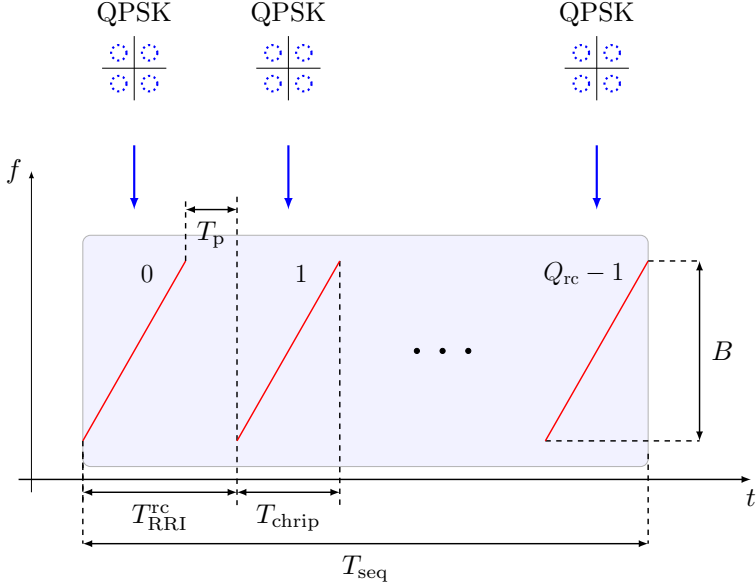 QPSK QPSK QPSK
f
T_p
0 1 Q_rc − 1
B
t
T_RRI^rc T_chrip
T_seq